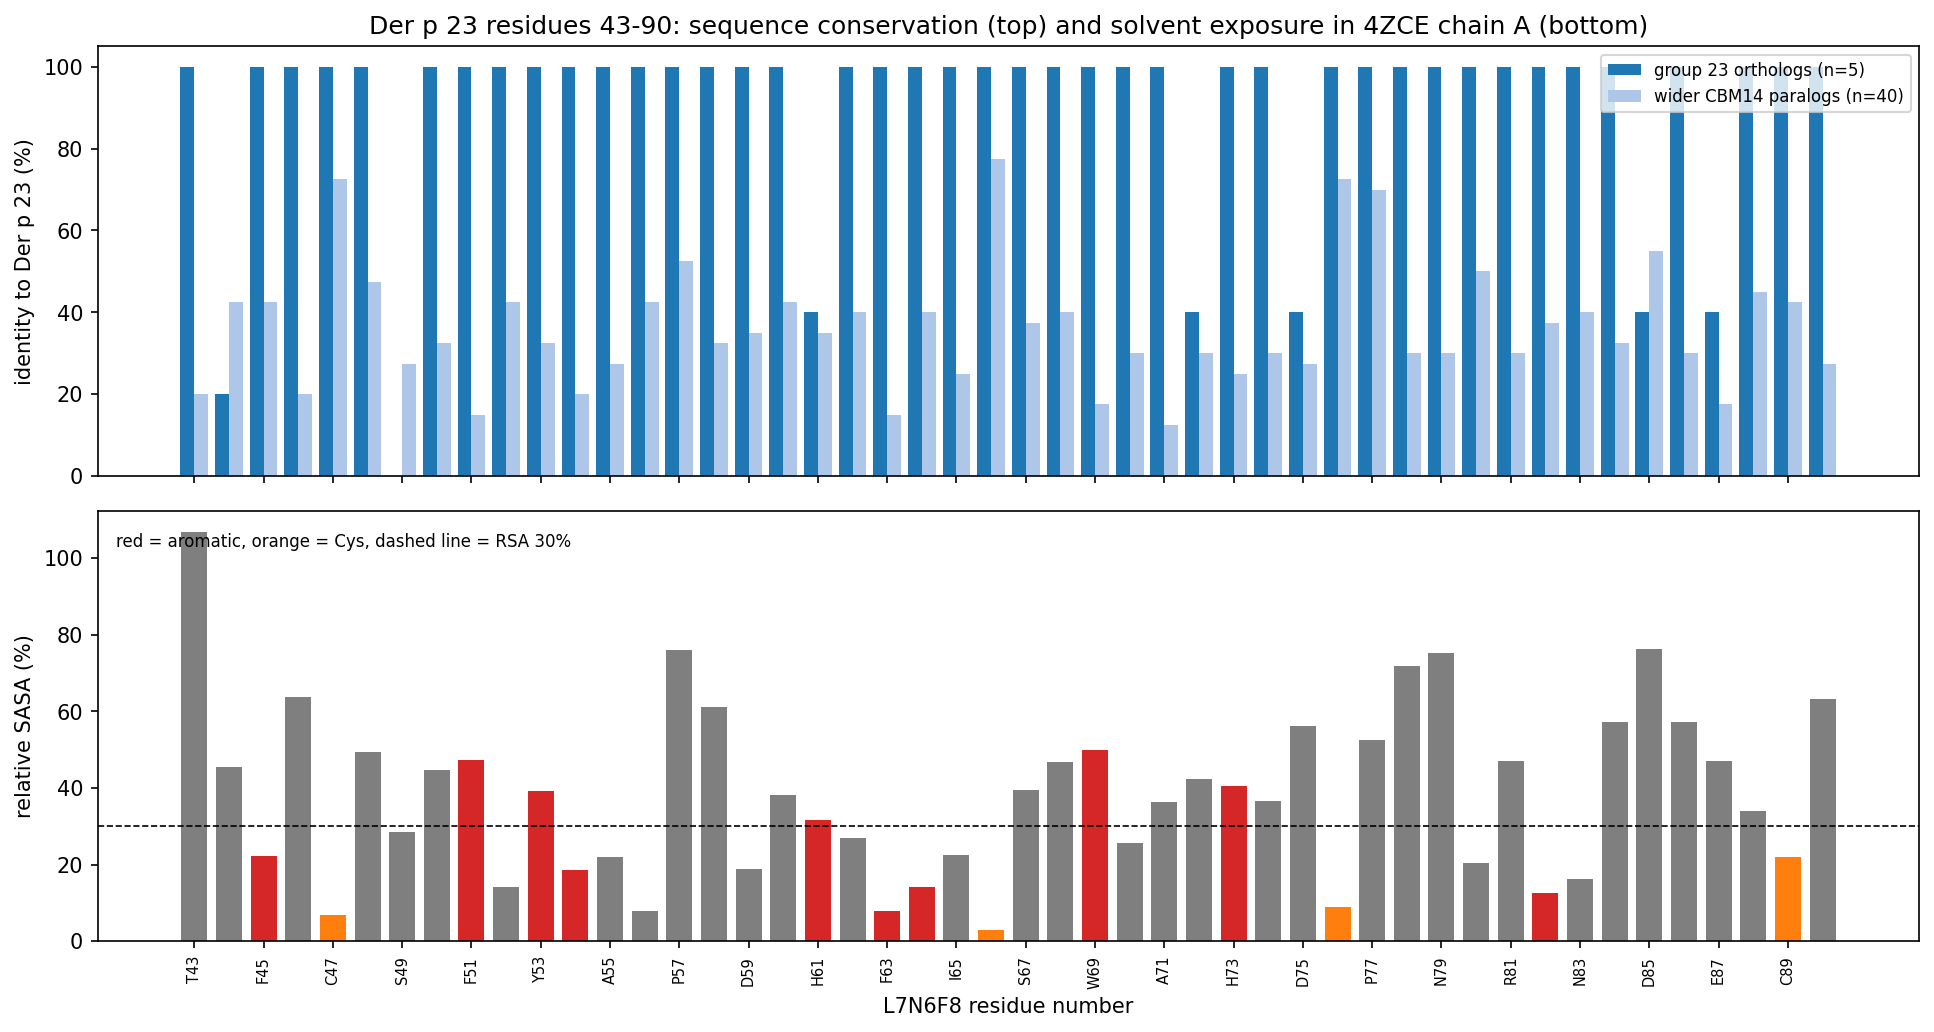 Der p 23 residues 43-90: sequence conservation (top) and solvent exposure in 4ZCE chain A (bottom)
identity to Der p 23 (%)
100
80
60
40
20
0
group 23 orthologs (n=5)
wider CBM14 paralogs (n=40)
relative SASA (%)
100
80
60
40
20
0
red = aromatic, orange = Cys, dashed line = RSA 30%
T43 F45 C47 S49 F51 Y53 A55 P57 D59 H61 F63 I65 S67 W69 A71 H73 D75 P77 N79 R81 N83 D85 E87 C89
L7N6F8 residue number